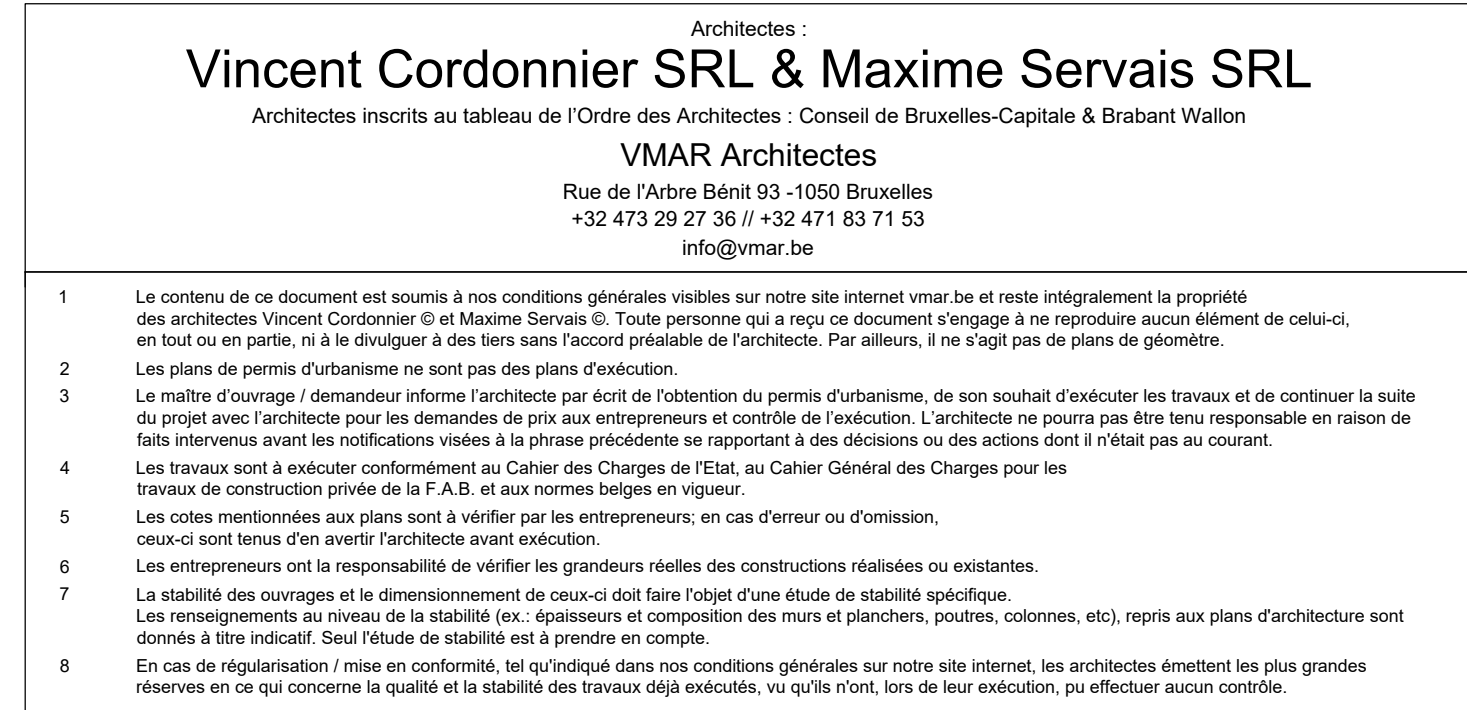 Architectes :
Vincent Cordonnier SRL & Maxime Servais SRL
Architectes inscrits au tableau de l’Ordre des Architectes : Conseil de Bruxelles-Capitale & Brabant Wallon
VMAR Architectes
Rue de l'Arbre Bénit 93 -1050 Bruxelles
+32 473 29 27 36 // +32 471 83 71 53
info@vmar.be
1 Le contenu de ce document est soumis à nos conditions générales visibles sur notre site internet vmar.be et reste intégralement la propriété
des architectes Vincent Cordonnier © et Maxime Servais ©. Toute personne qui a reçu ce document s'engage à ne reproduire aucun élément de celui-ci,
en tout ou en partie, ni à le divulguer à des tiers sans l'accord préalable de l'architecte. Par ailleurs, il ne s'agit pas de plans de géomètre.
2 Les plans de permis d'urbanisme ne sont pas des plans d'exécution.
3 Le maître d’ouvrage / demandeur informe l’architecte par écrit de l'obtention du permis d'urbanisme, de son souhait d’exécuter les travaux et de continuer la suite
du projet avec l’architecte pour les demandes de prix aux entrepreneurs et contrôle de l’exécution. L’architecte ne pourra pas être tenu responsable en raison de
faits intervenus avant les notifications visées à la phrase précédente se rapportant à des décisions ou des actions dont il n'était pas au courant.
4 Les travaux sont à exécuter conformément au Cahier des Charges de l'Etat, au Cahier Général des Charges pour les
travaux de construction privée de la F.A.B. et aux normes belges en vigueur.
5 Les cotes mentionnées aux plans sont à vérifier par les entrepreneurs; en cas d'erreur ou d'omission,
ceux-ci sont tenus d'en avertir l'architecte avant exécution.
6 Les entrepreneurs ont la responsabilité de vérifier les grandeurs réelles des constructions réalisées ou existantes.
7 La stabilité des ouvrages et le dimensionnement de ceux-ci doit faire l'objet d'une étude de stabilité spécifique.
Les renseignements au niveau de la stabilité (ex.: épaisseurs et composition des murs et planchers, poutres, colonnes, etc), repris aux plans d'architecture sont
donnés à titre indicatif. Seul l'étude de stabilité est à prendre en compte.
8 En cas de régularisation / mise en conformité, tel qu'indiqué dans nos conditions générales sur notre site internet, les architectes émettent les plus grandes
réserves en ce qui concerne la qualité et la stabilité des travaux déjà exécutés, vu qu'ils n'ont, lors de leur exécution, pu effectuer aucun contrôle.